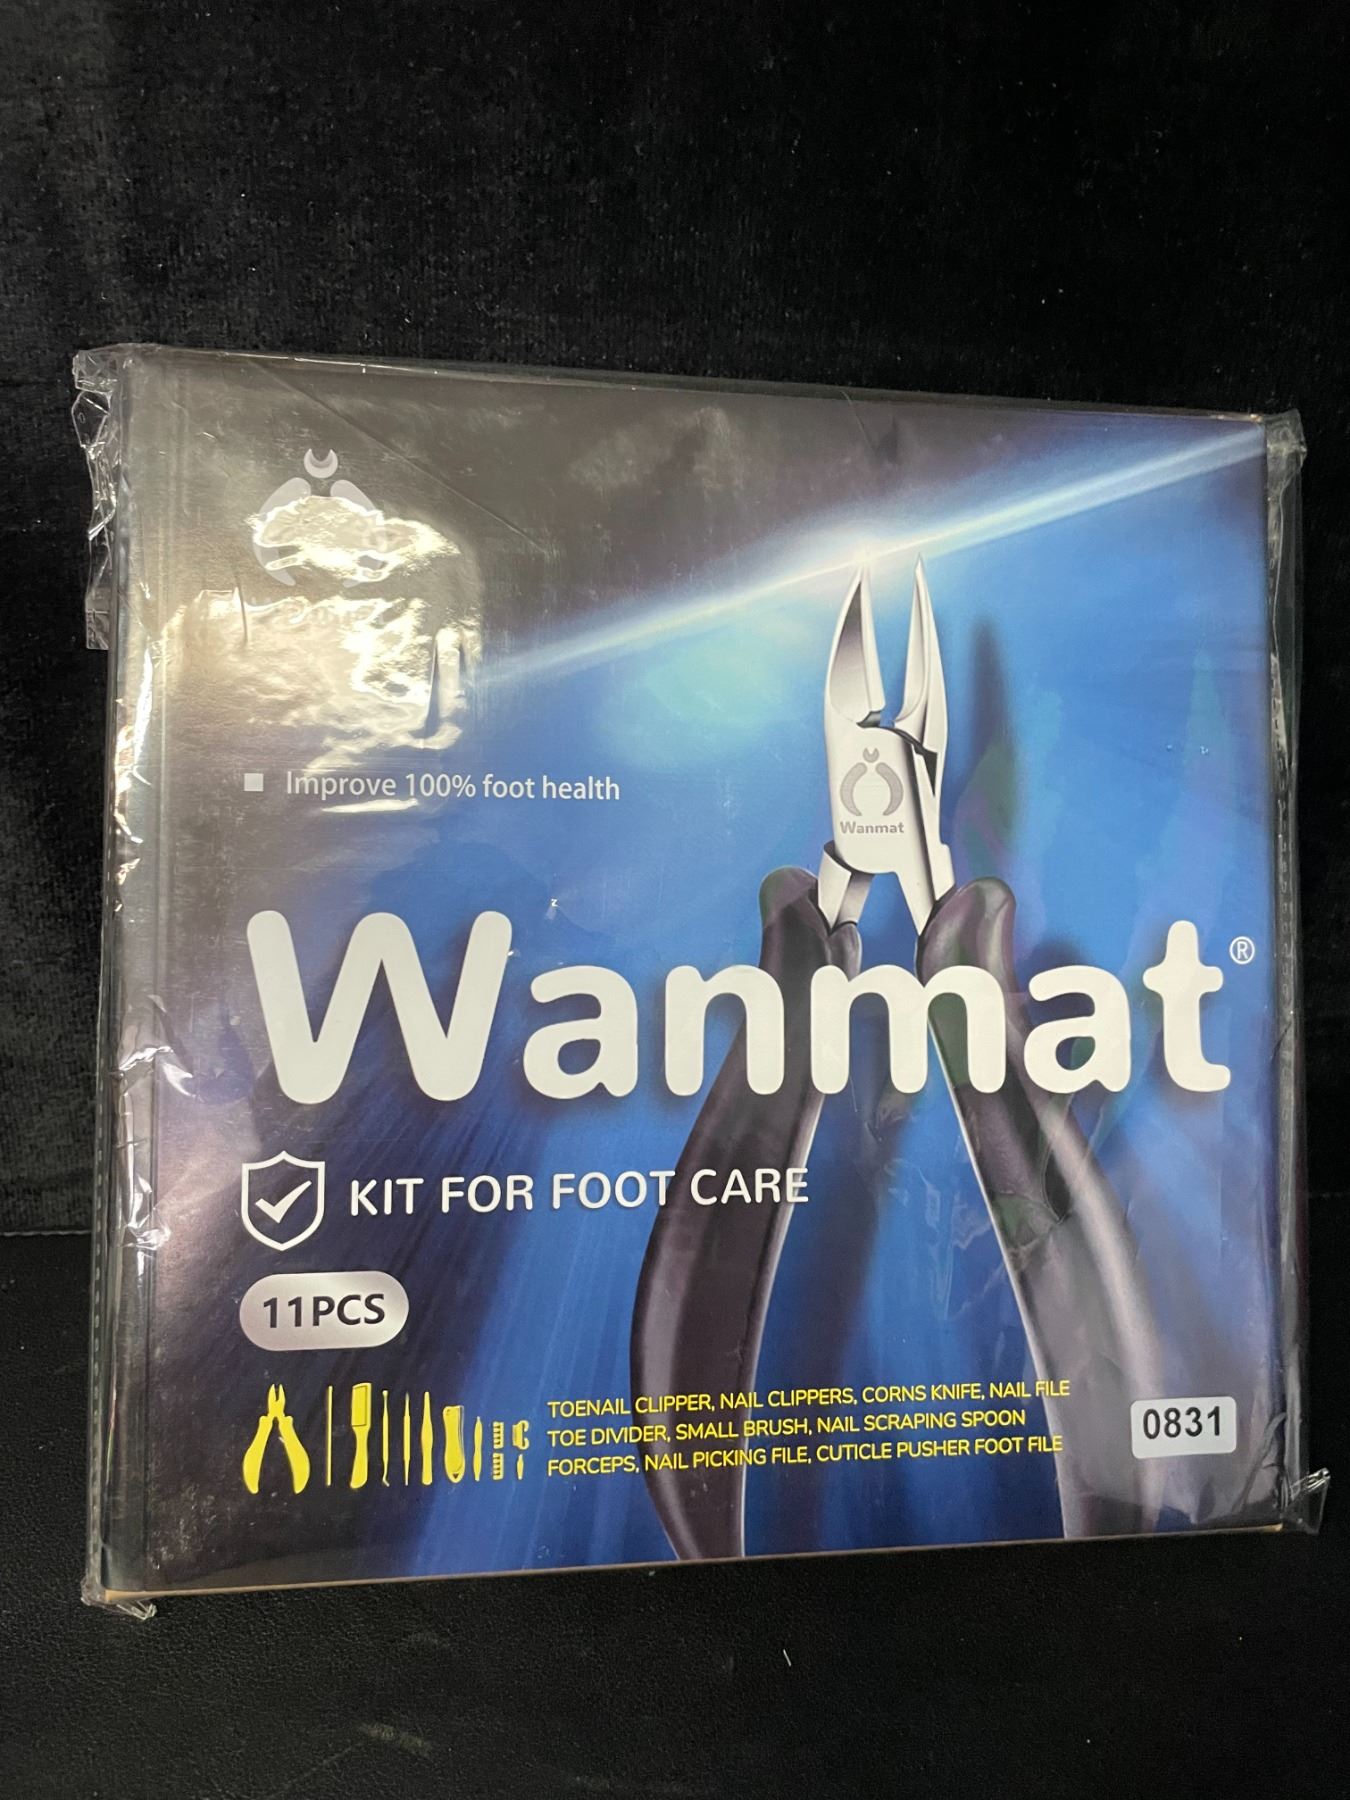 Improve 100% foot health
Wanmat
Wanmat®
KIT FOR FOOT CARE
11PCS
TOENAIL CLIPPER, NAIL CLIPPERS, CORNS KNIFE, NAIL FILE
TOE DIVIDER, SMALL BRUSH, NAIL SCRAPING SPOON
FORCEPS, NAIL PICKING FILE, CUTICLE PUSHER FOOT FILE
0831